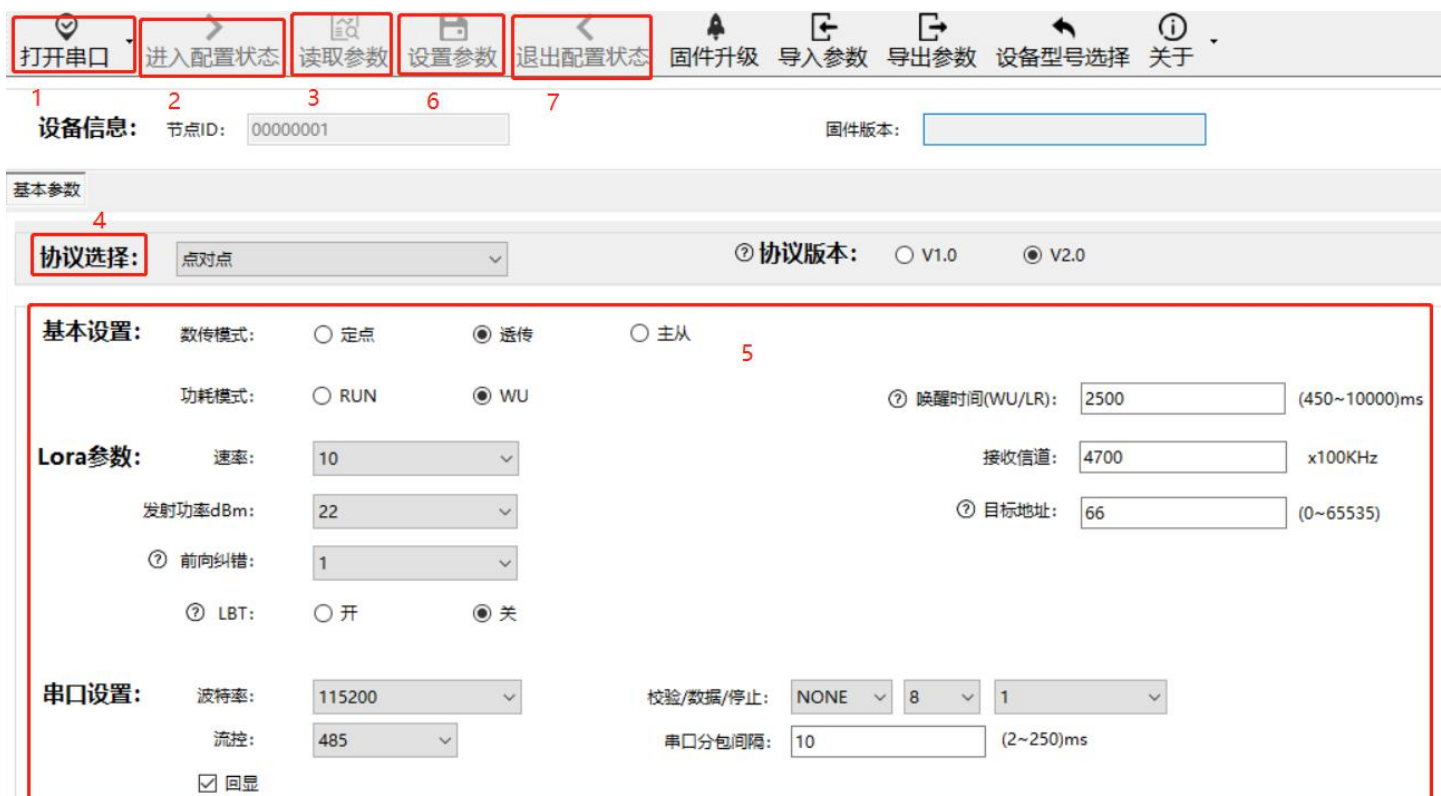 打开串口 进入配置状态 读取参数 设置参数 退出配置状态 固件升级 导入参数 导出参数 设备型号选择 关于
1 2 3 6 7
设备信息: 节点ID: 00000001 固件版本:
基本参数
4
协议选择: 点对点 ?协议版本: V1.0 V2.0
基本设置: 数传模式: 定点 透传 主从
5
功耗模式: RUN WU ? 唤醒时间(WU/LR): 2500 (450~10000)ms
Lora参数: 速率: 10 接收信道: 4700 x100KHz
发射功率dBm: 22 ? 目标地址: 66 (0~65535)
? 前向纠错: 1
? LBT: 开 关
串口设置: 波特率: 115200 校验/数据/停止: NONE 8 1
流控: 485 串口分包间隔: 10 (2~250)ms
回显